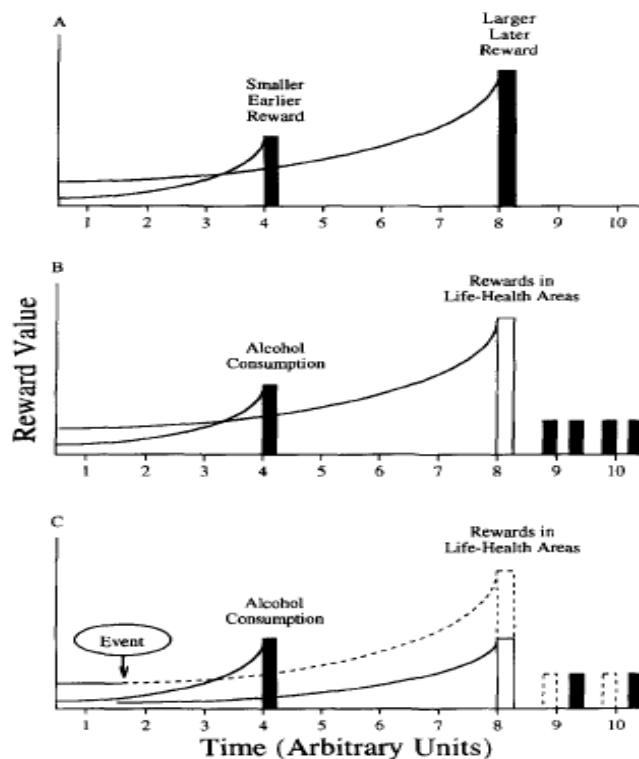 A
Larger
Later
Reward
Smaller
Earlier
Reward
1 2 3 4 5 6 7 8 9 10
B
Rewards in
Life-Health Areas
Alcohol
Consumption
1 2 3 4 5 6 7 8 9 10
C
Rewards in
Life-Health Areas
Alcohol
Consumption
Event
1 2 3 4 5 6 7 8 9 10
Time (Arbitrary Units)
Reward Value